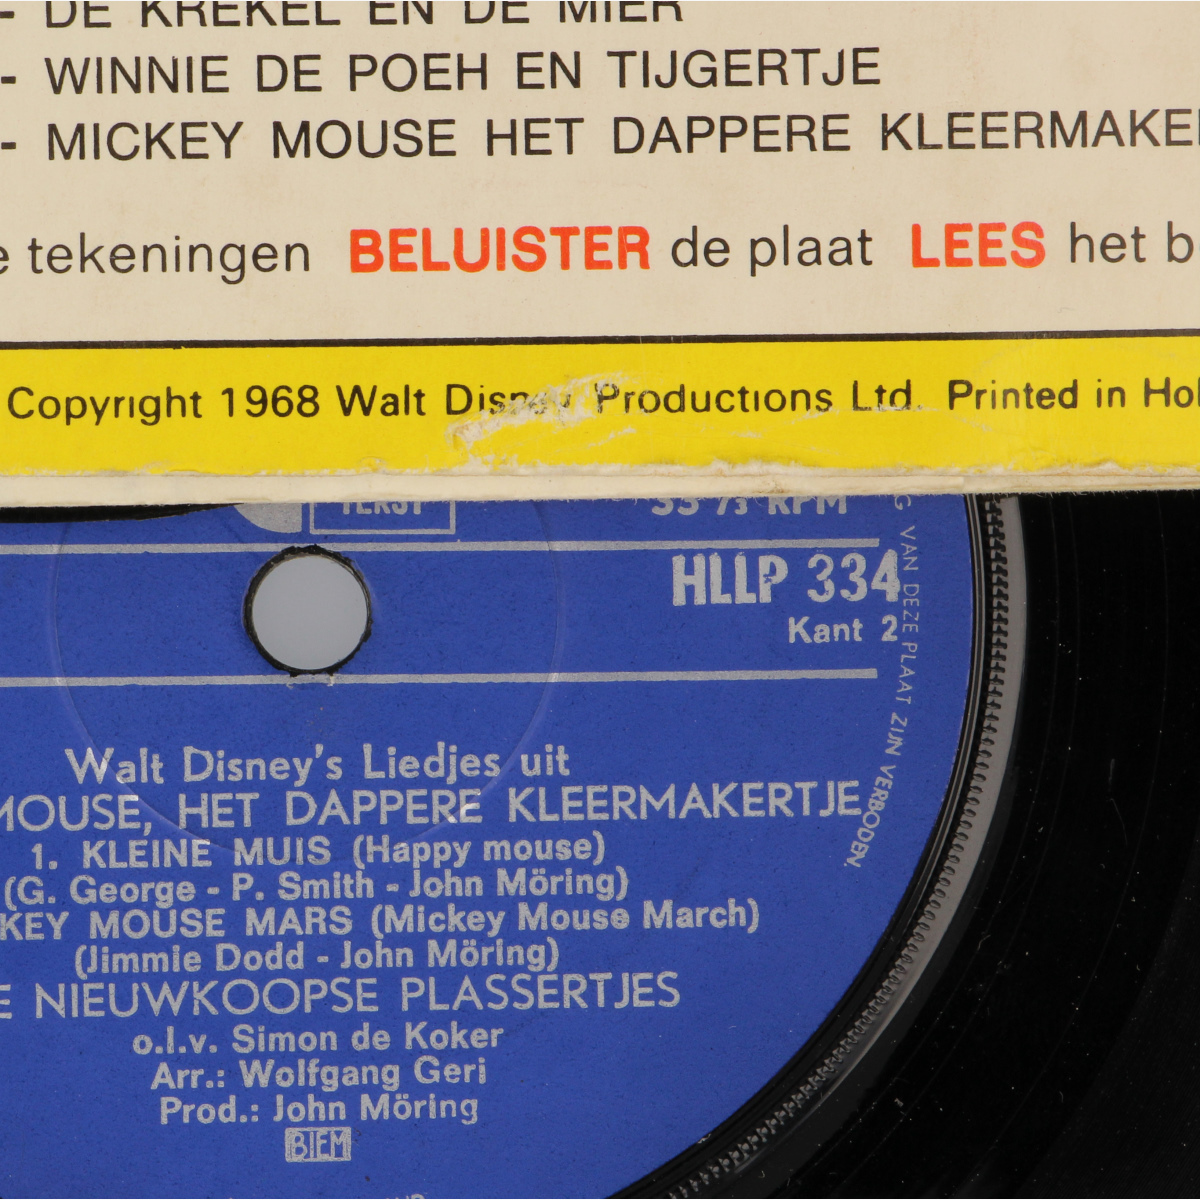 - DE KREKEL EN DE MIER
- WINNIE DE POEH EN TIJGERTJE
- MICKEY MOUSE HET DAPPERE KLEERMAKE
e tekeningen BELUISTER de plaat LEES het b
Copyright 1968 Walt Disney Productions Ltd. Printed in Hol
TEKST
33⅓ RPM
HLLP 334
Kant 2
G VAN DEZE PLAAT ZIJN VERBODEN.
Walt Disney's Liedjes uit
MOUSE, HET DAPPERE KLEERMAKERTJE
1. KLEINE MUIS (Happy mouse)
(G. George - P. Smith - John Möring)
KEY MOUSE MARS (Mickey Mouse March)
(Jimmie Dodd - John Möring)
E NIEUWKOOPSE PLASSERTJES
o.l.v. Simon de Koker
Arr.: Wolfgang Geri
Prod.: John Möring
BIEM